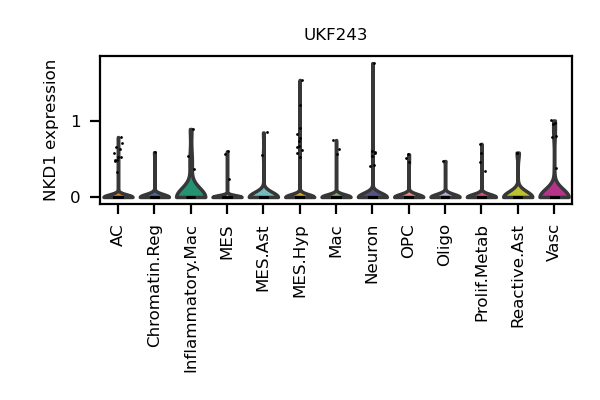 UKF243
NKD1 expression
1
0
AC
Chromatin.Reg
Inflammatory.Mac
MES
MES.Ast
MES.Hyp
Mac
Neuron
OPC
Oligo
Prolif.Metab
Reactive.Ast
Vasc